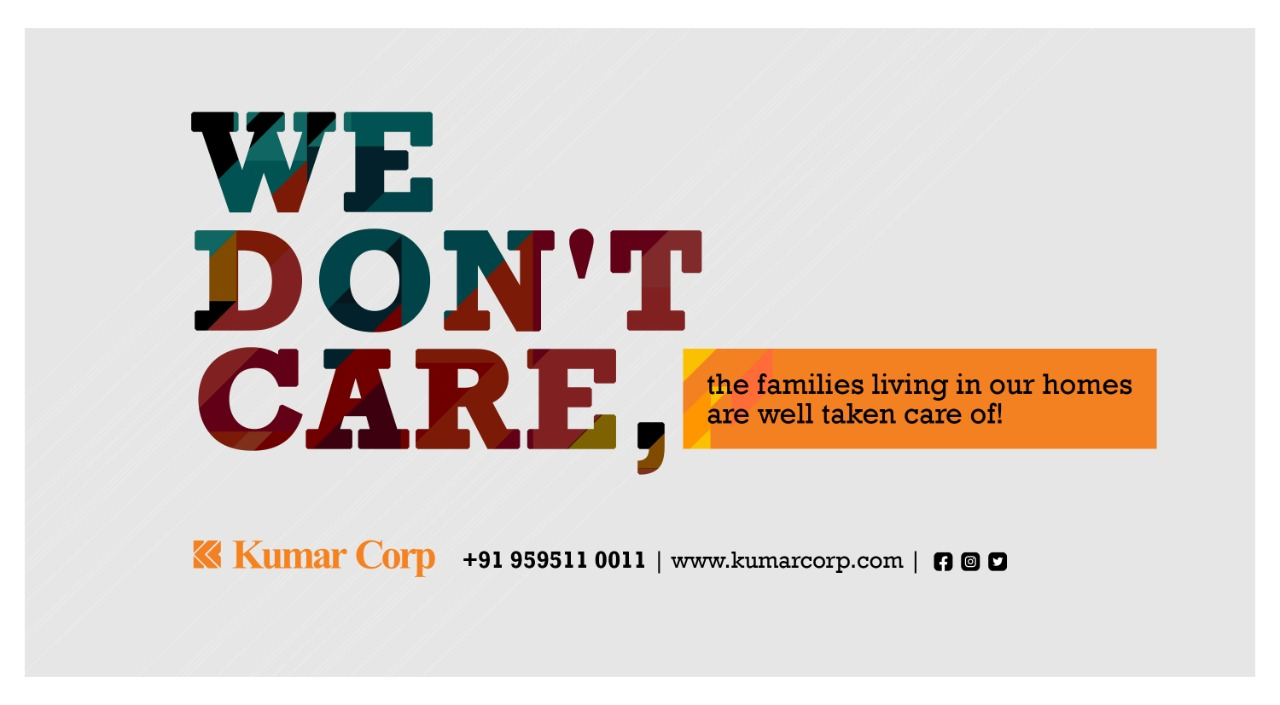 WE
DON'T
CARE,
the families living in our homes
are well taken care of!
Kumar Corp +91 959511 0011 | www.kumarcorp.com |